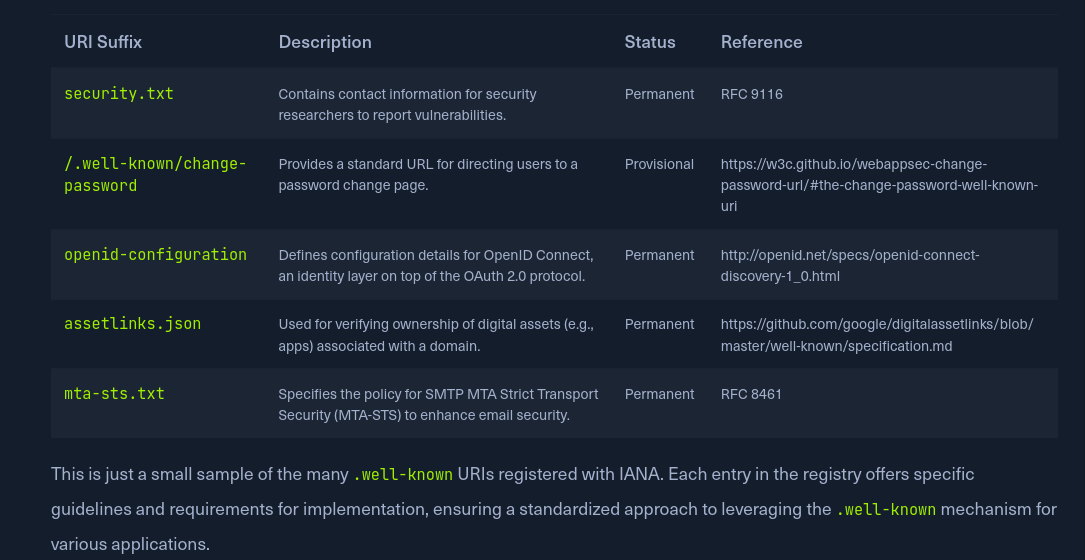 URI Suffix Description Status Reference
security.txt Contains contact information for security Permanent RFC 9116
researchers to report vulnerabilities.
/.well-known/change- Provides a standard URL for directing users to a Provisional https://w3c.github.io/webappsec-change-
password password change page. password-url/#the-change-password-well-known-
uri
openid-configuration Defines configuration details for OpenID Connect, Permanent http://openid.net/specs/openid-connect-
an identity layer on top of the OAuth 2.0 protocol. discovery-1_0.html
assetlinks.json Used for verifying ownership of digital assets (e.g., Permanent https://github.com/google/digitalassetlinks/blob/
apps) associated with a domain. master/well-known/specification.md
mta-sts.txt Specifies the policy for SMTP MTA Strict Transport Permanent RFC 8461
Security (MTA-STS) to enhance email security.
This is just a small sample of the many .well-known URIs registered with IANA. Each entry in the registry offers specific
guidelines and requirements for implementation, ensuring a standardized approach to leveraging the .well-known mechanism for
various applications.